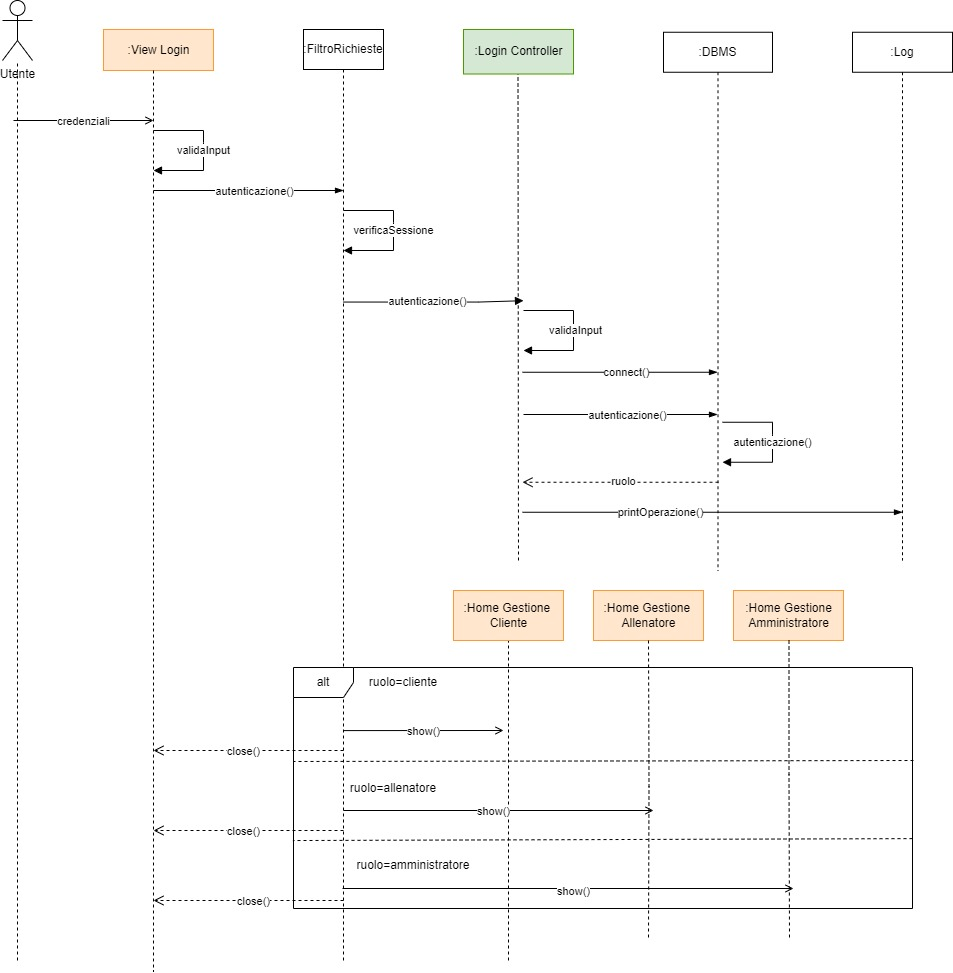 Utente
:View Login
:FiltroRichieste
:Login Controller
:DBMS
:Log
credenziali
validaInput
autenticazione()
verificaSessione
autenticazione()
validaInput
connect()
autenticazione()
autenticazione()
ruolo
printOperazione()
:Home Gestione
Cliente
:Home Gestione
Allenatore
:Home Gestione
Amministratore
alt
ruolo=cliente
show()
close()
ruolo=allenatore
show()
close()
ruolo=amministratore
show()
close()